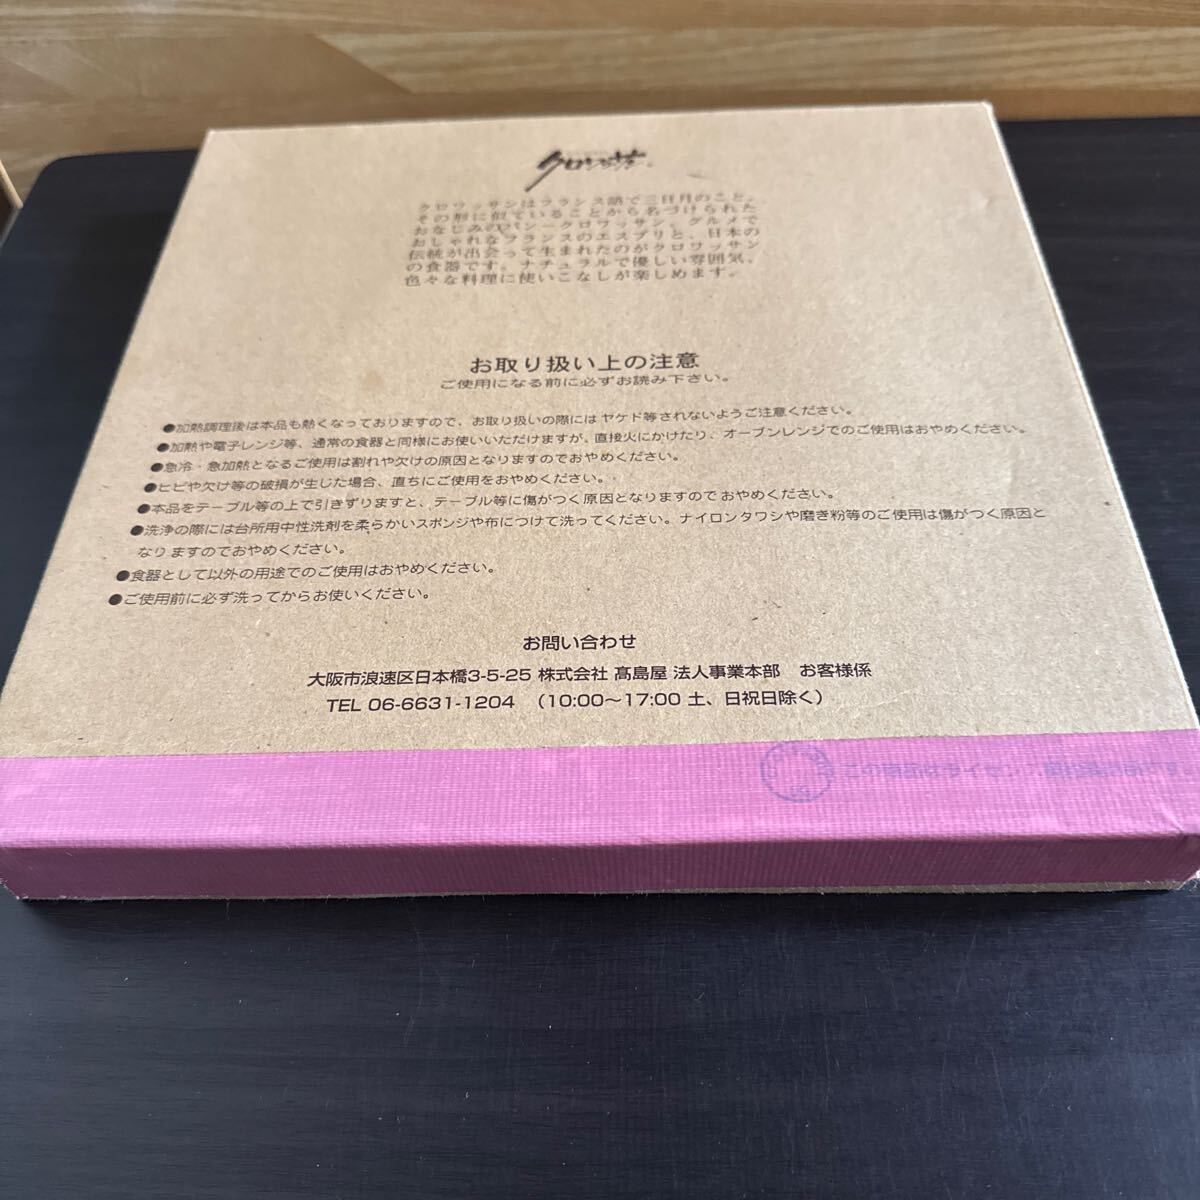 クロワッサン
クロワッサンはフランス語で三日月のこと。
その形に似ていることから名づけられた
おなじみのパン－クロワッサン。グルメで
おしゃれなフランスのエスプリと、日本の
伝統が出会って生まれたのがクロワッサン
の食器です。ナチュラルで優しい雰囲気、
色々な料理に使いこなしが楽しめます。
お取り扱い上の注意
ご使用になる前に必ずお読み下さい。
●加熱調理後は本品も熱くなっておりますので、お取り扱いの際にはヤケド等されないようご注意ください。
●加熱や電子レンジ等、通常の食器と同様にお使いいただけますが、直接火にかけたり、オーブンレンジでのご使用はおやめください。
●急冷・急加熱となるご使用は割れや欠けの原因となりますのでおやめください。
●ヒビや欠け等の破損が生じた場合、直ちにご使用をおやめください。
●本品をテーブル等の上で引きずりますと、テーブル等に傷がつく原因となりますのでおやめください。
●洗浄の際には台所用中性洗剤を柔らかいスポンジや布につけて洗ってください。ナイロンタワシや磨き粉等のご使用は傷がつく原因と
なりますのでおやめください。
●食器として以外の用途でのご使用はおやめください。
●ご使用前に必ず洗ってからお使いください。
お問い合わせ
大阪市浪速区日本橋3-5-25 株式会社 髙島屋 法人事業本部 お客様係
TEL 06-6631-1204 （10:00～17:00 土、日祝日除く）